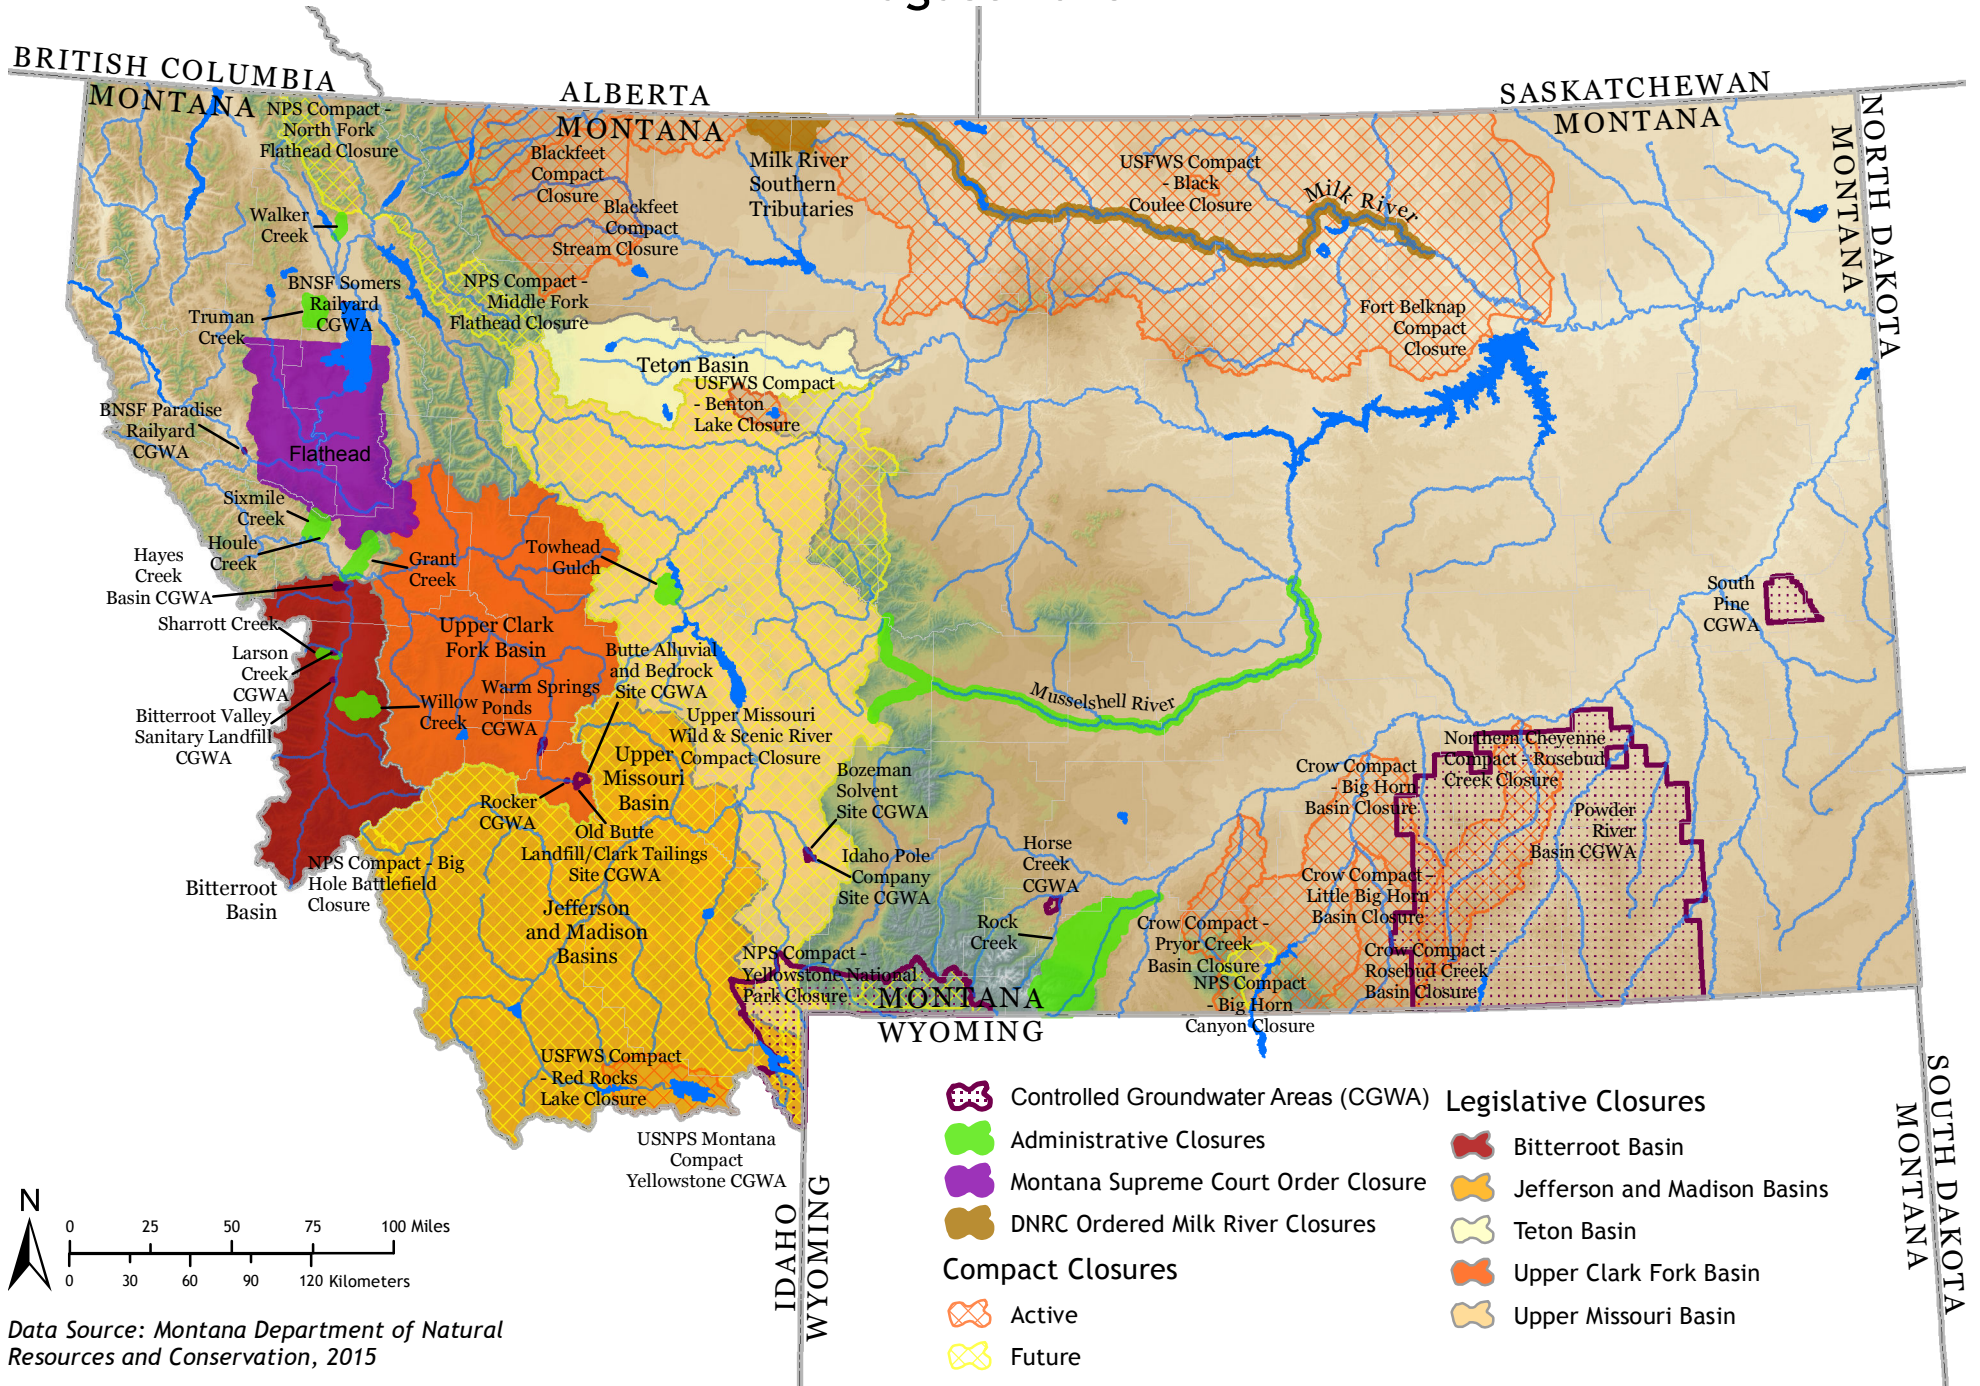 BRITISH COLUMBIA
MONTANA
ALBERTA
MONTANA
SASKATCHEWAN
MONTANA
NORTH DAKOTA
MONTANA
NPS Compact -
North Fork
Flathead Closure
Blackfeet
Compact
Closure
Milk River
Southern
Tributaries
USFWS Compact
- Black
Coulee Closure
Milk River
Walker
Creek
Blackfeet
Compact
Stream Closure
BNSF Somers
Railyard
CGWA
NPS Compact -
Middle Fork
Flathead Closure
Truman
Creek
Fort Belknap
Compact
Closure
Teton Basin
USFWS Compact
- Benton
Lake Closure
BNSF Paradise
Railyard
CGWA
Flathead
Sixmile
Creek
Houle
Creek
Hayes
Creek
Basin CGWA
Grant
Creek
Towhead
Gulch
South
Pine
CGWA
Sharrott Creek
Upper Clark
Fork Basin
Larson
Creek
CGWA
Butte Alluvial
and Bedrock
Site CGWA
Warm Springs
Ponds
CGWA
Willow
Creek
Musselshell River
Bitterroot Valley
Sanitary Landfill
CGWA
Upper Missouri
Wild & Scenic River
Compact Closure
Upper
Missouri
Basin
Northern Cheyenne
Compact - Rosebud
Creek Closure
Bozeman
Solvent
Site CGWA
Crow Compact
- Big Horn
Basin Closure
Rocker
CGWA
Powder
River
Basin CGWA
Old Butte
Landfill/Clark Tailings
Site CGWA
Horse
Creek
CGWA
Idaho Pole
Company
Site CGWA
NPS Compact - Big
Hole Battlefield
Closure
Bitterroot
Basin
Crow Compact -
Little Big Horn
Basin Closure
Jefferson
and Madison
Basins
Rock
Creek
Crow Compact -
Pryor Creek
Basin Closure
Crow Compact -
Rosebud Creek
Basin Closure
NPS Compact -
Yellowstone National
Park Closure
NPS Compact
- Big Horn
Canyon Closure
MONTANA
WYOMING
USFWS Compact
- Red Rocks
Lake Closure
USNPS Montana
Compact
Yellowstone CGWA
IDAHO
WYOMING
SOUTH DAKOTA
MONTANA
Controlled Groundwater Areas (CGWA)
Administrative Closures
Montana Supreme Court Order Closure
DNRC Ordered Milk River Closures
Compact Closures
Active
Future
Legislative Closures
Bitterroot Basin
Jefferson and Madison Basins
Teton Basin
Upper Clark Fork Basin
Upper Missouri Basin
N
0 25 50 75 100 Miles
0 30 60 90 120 Kilometers
Data Source: Montana Department of Natural
Resources and Conservation, 2015